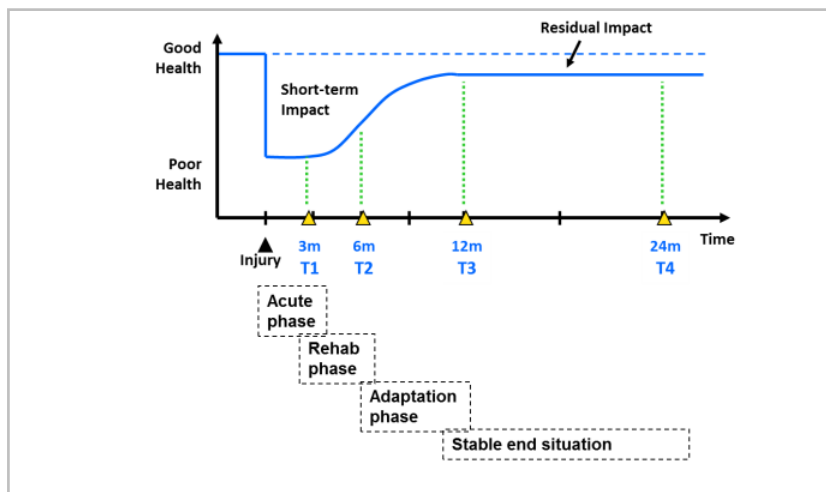 Residual Impact
Good
Health
Short-term
Impact
Poor
Health
Time
Injury
3m
T1
6m
T2
12m
T3
24m
T4
Acute
phase
Rehab
phase
Adaptation
phase
Stable end situation